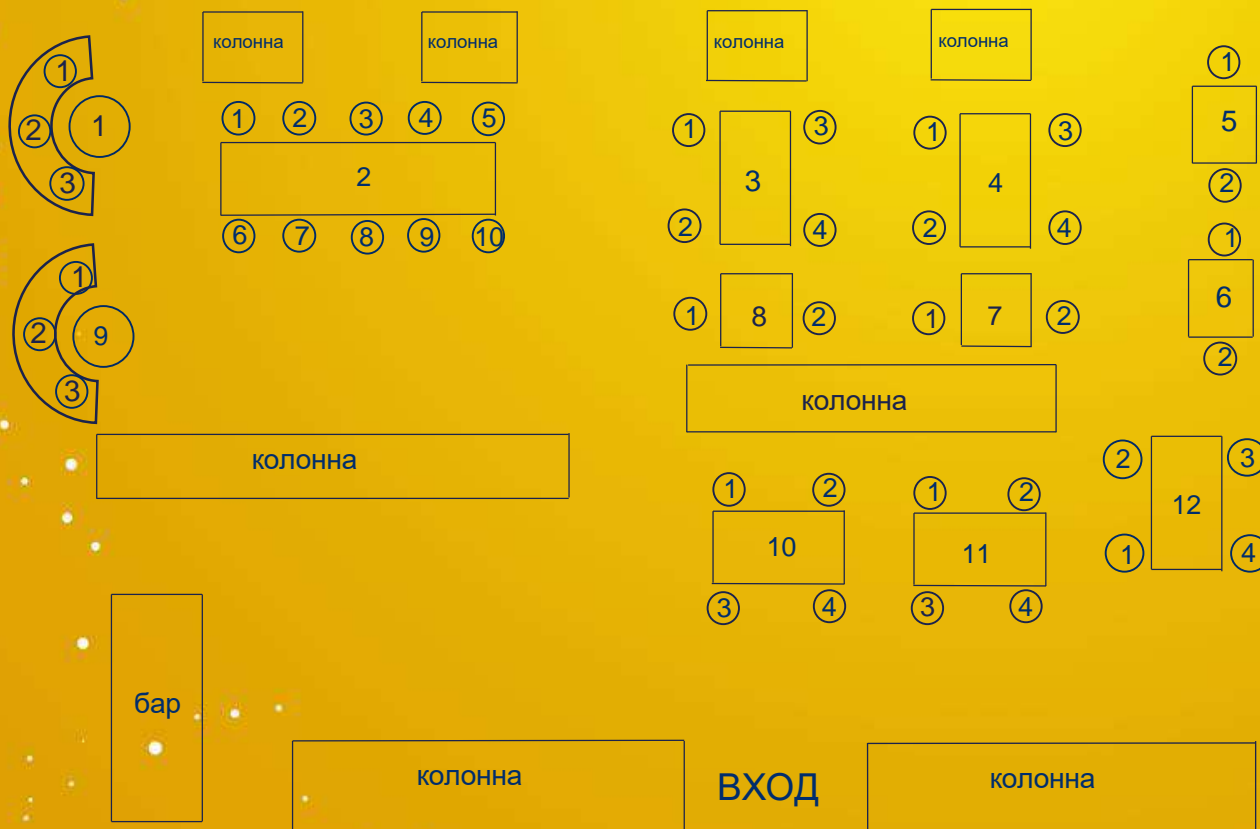 колонна колонна колонна колонна
1
1 2 3 4 5 1 3 1 3
1
2 1 2 3 4 5
3 2
6 7 8 9 10 2 4 2 4
1
1
2 9 1 8 2 1 7 2 6
3 2
колонна
колонна 2 3
1 2 1 2
10 11 12
1 4
3 4 3 4
бар
колонна ВХОД колонна